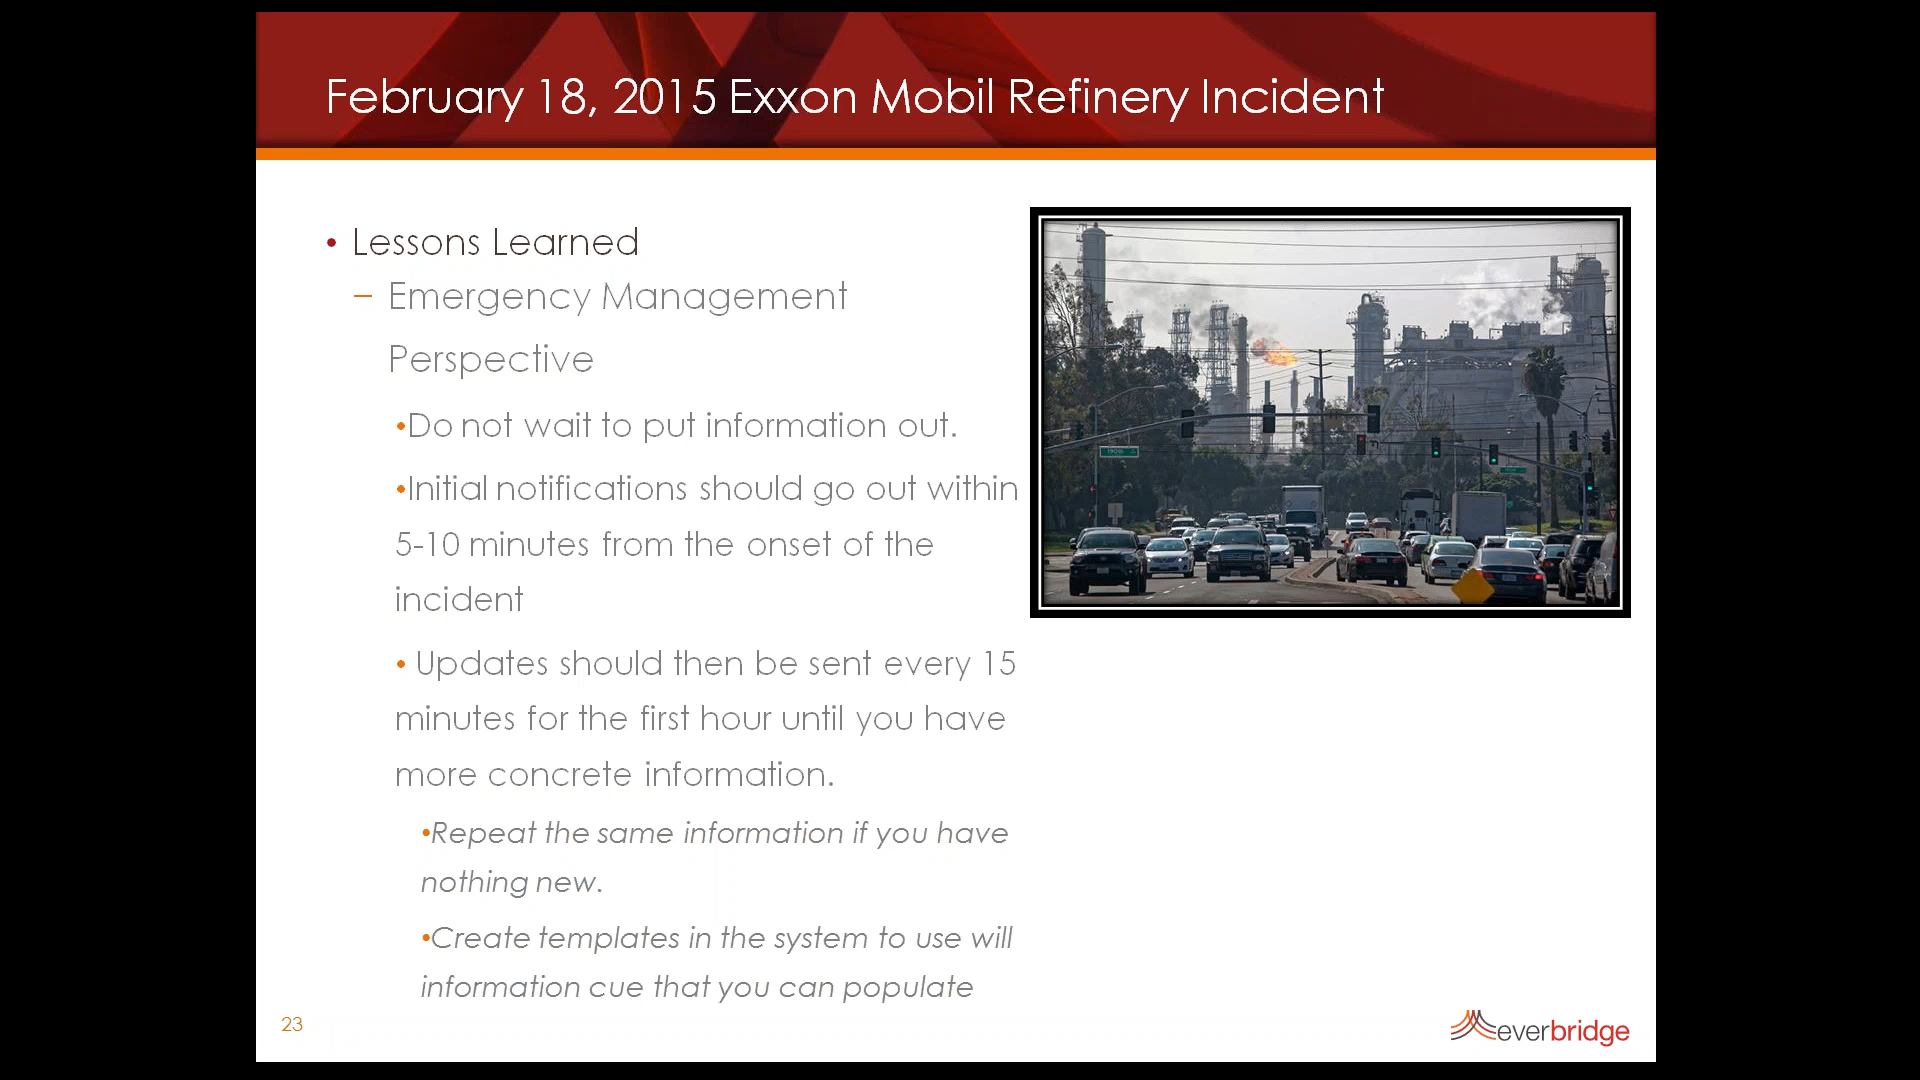 February 18, 2015 Exxon Mobil Refinery Incident
• Lessons Learned
– Emergency Management
Perspective
•Do not wait to put information out.
•Initial notifications should go out within
5-10 minutes from the onset of the
incident
• Updates should then be sent every 15
minutes for the first hour until you have
more concrete information.
•Repeat the same information if you have
nothing new.
•Create templates in the system to use will
information cue that you can populate
23
everbridge